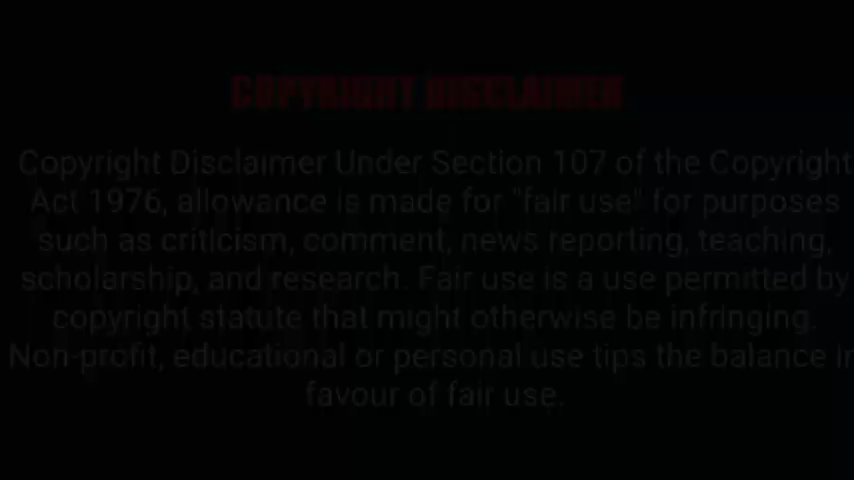 COPYRIGHT DISCLAIMER
Copyright Disclaimer Under Section 107 of the Copyright
Act 1976, allowance is made for "fair use" for purposes
such as criticism, comment, news reporting, teaching,
scholarship, and research. Fair use is a use permitted by
copyright statute that might otherwise be infringing.
Non-profit, educational or personal use tips the balance in
favour of fair use.